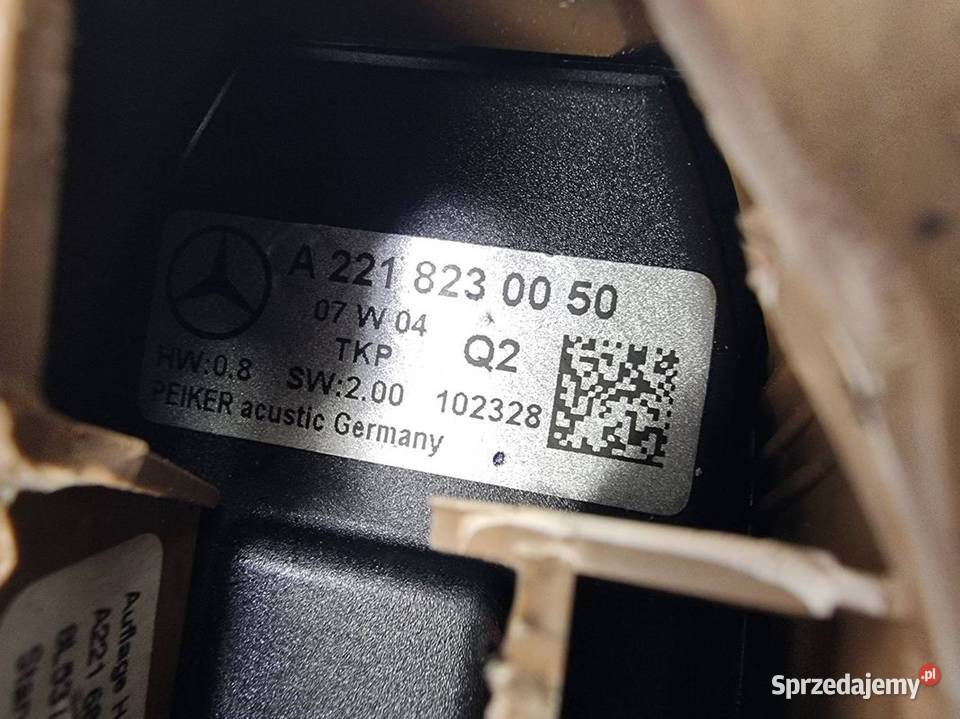 A 221 823 00 50
07 W 04
TKP Q2
HW:0.8 SW:2.00 102328
PEIKER acustic Germany
Auflage
A221
Sprzedajemy.pl